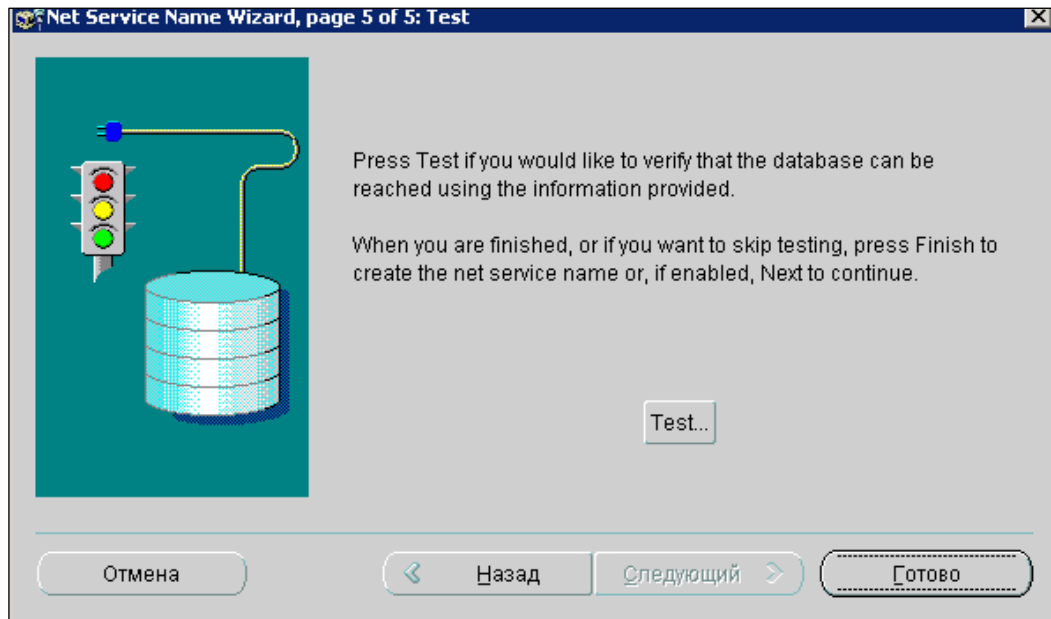 Net Service Name Wizard, page 5 of 5: Test
Press Test if you would like to verify that the database can be
reached using the information provided.
When you are finished, or if you want to skip testing, press Finish to
create the net service name or, if enabled, Next to continue.
Test...
Отмена
Назад
Следующий
Готово